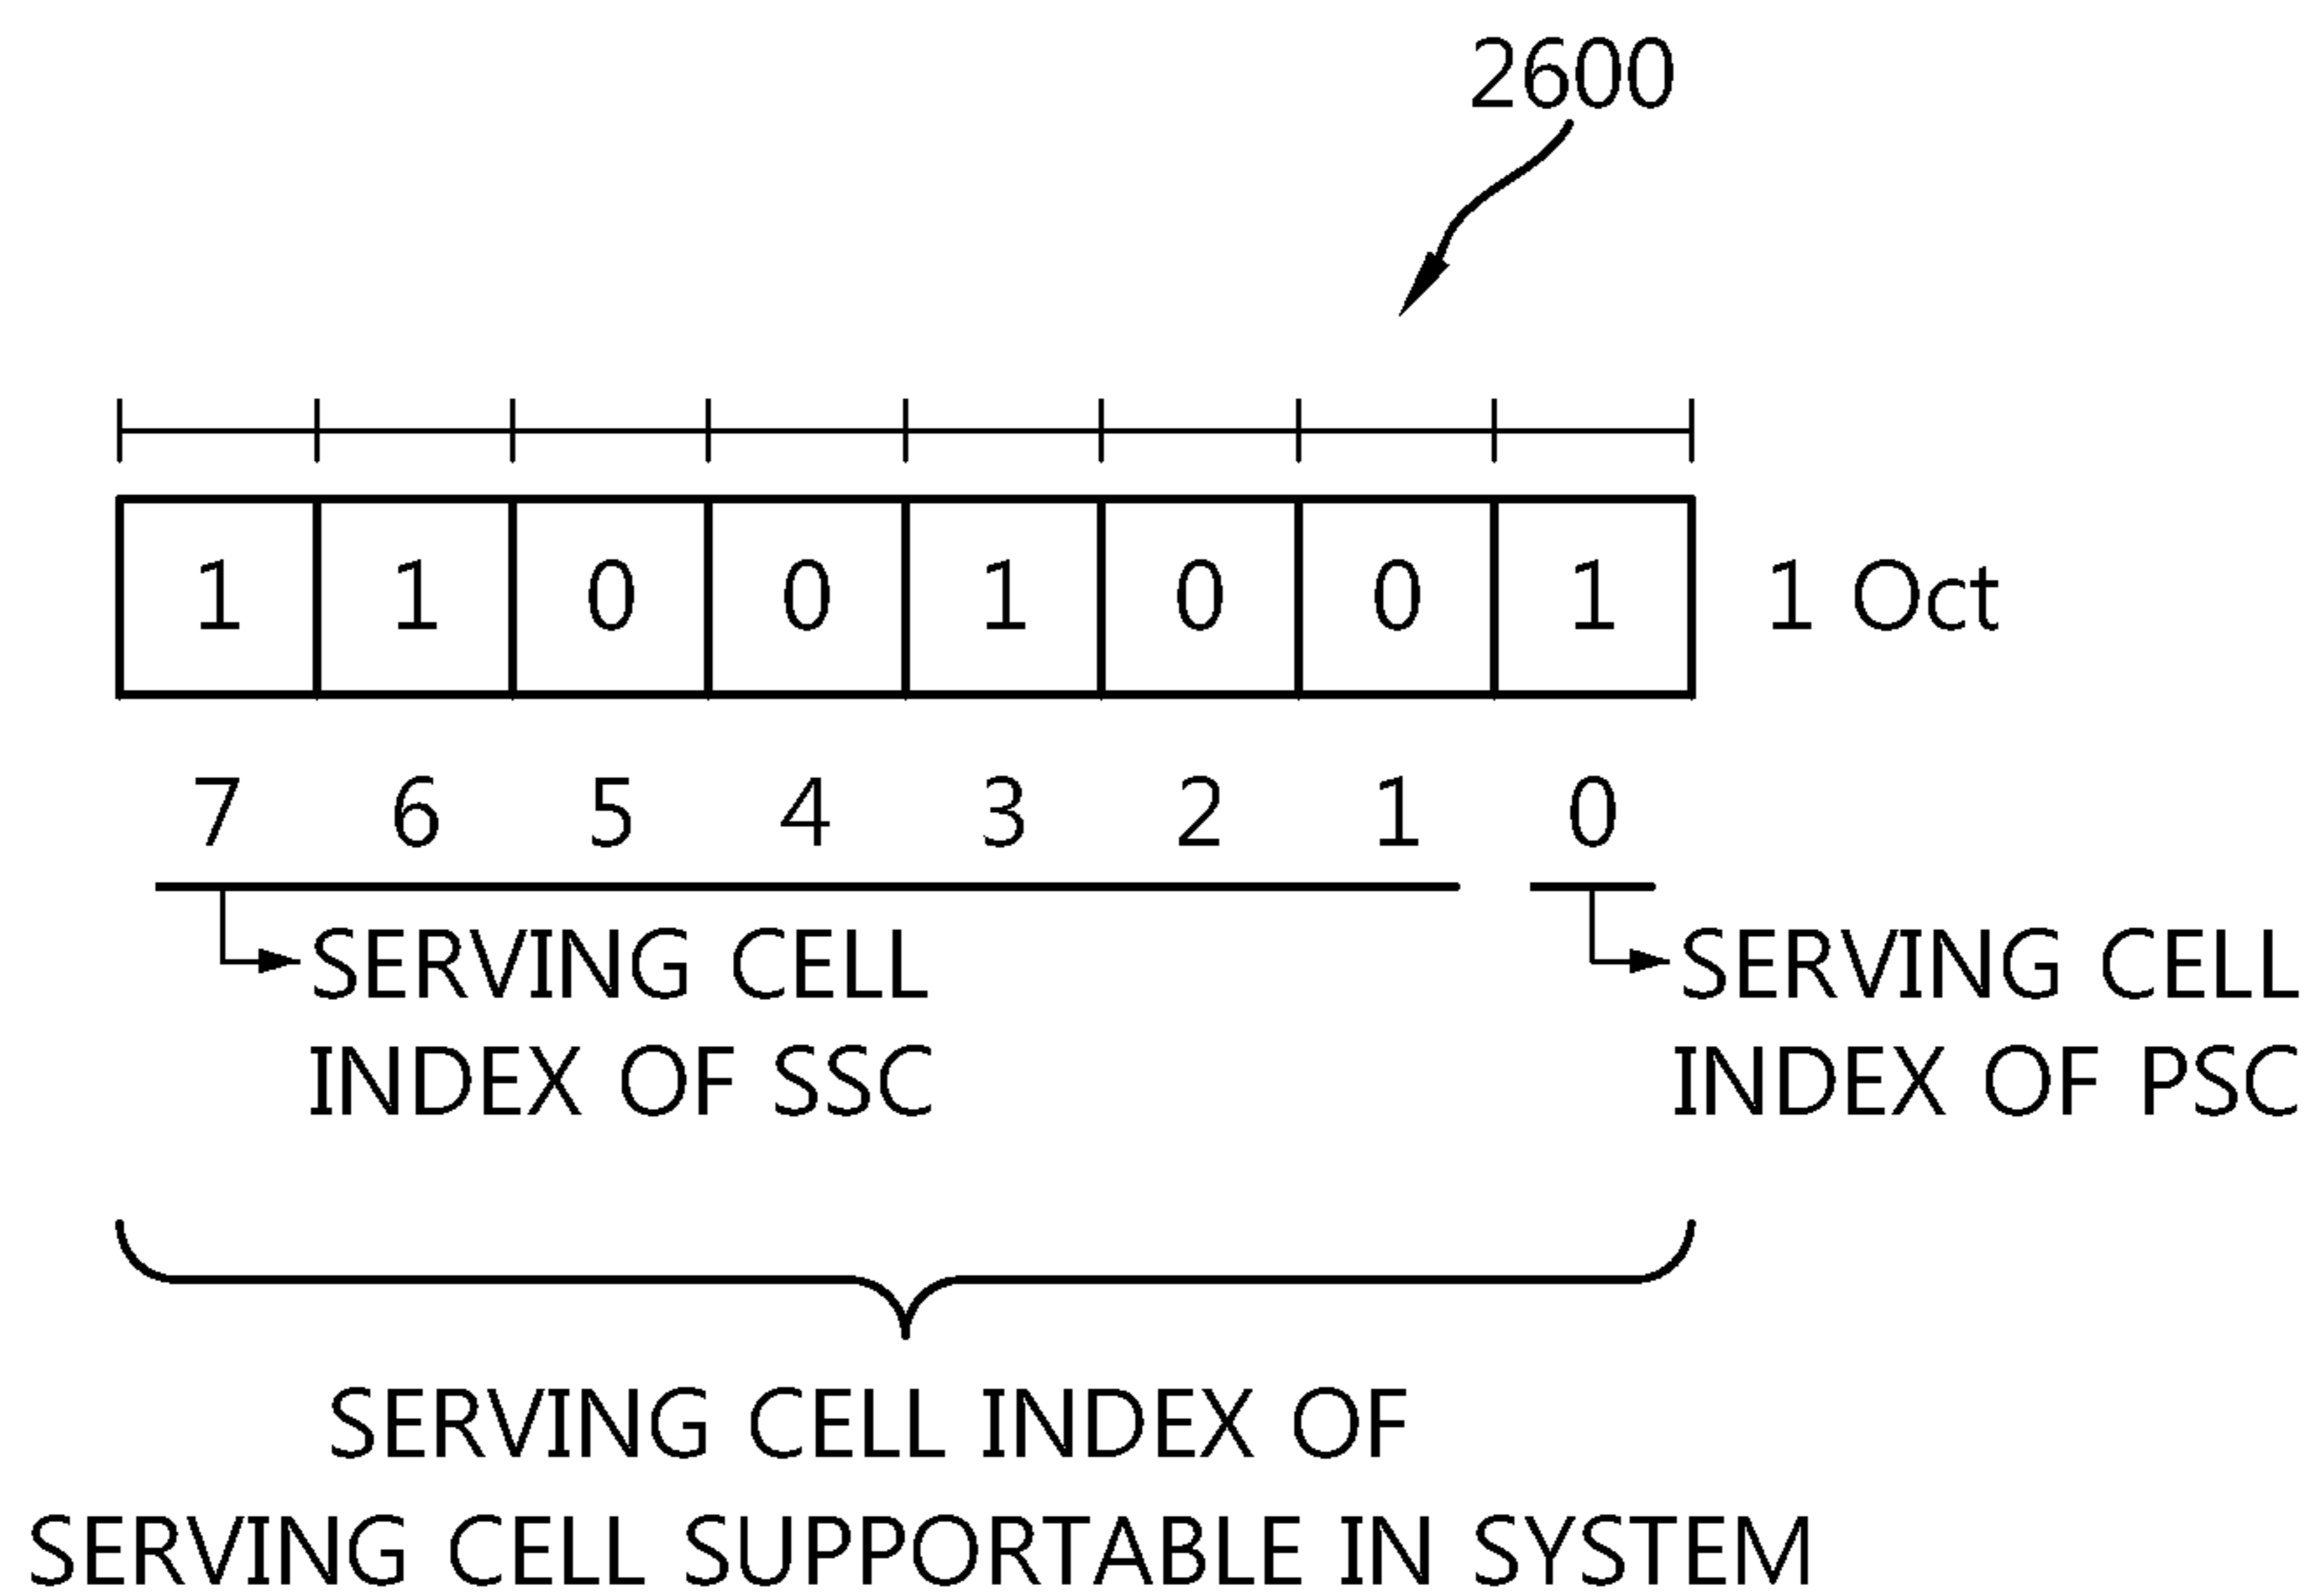 2600
1 1 0 0 1 0 0 1 1 Oct
7 6 5 4 3 2 1 0
SERVING CELL
INDEX OF SSC
SERVING CELL
INDEX OF PSC
SERVING CELL INDEX OF
SERVING CELL SUPPORTABLE IN SYSTEM